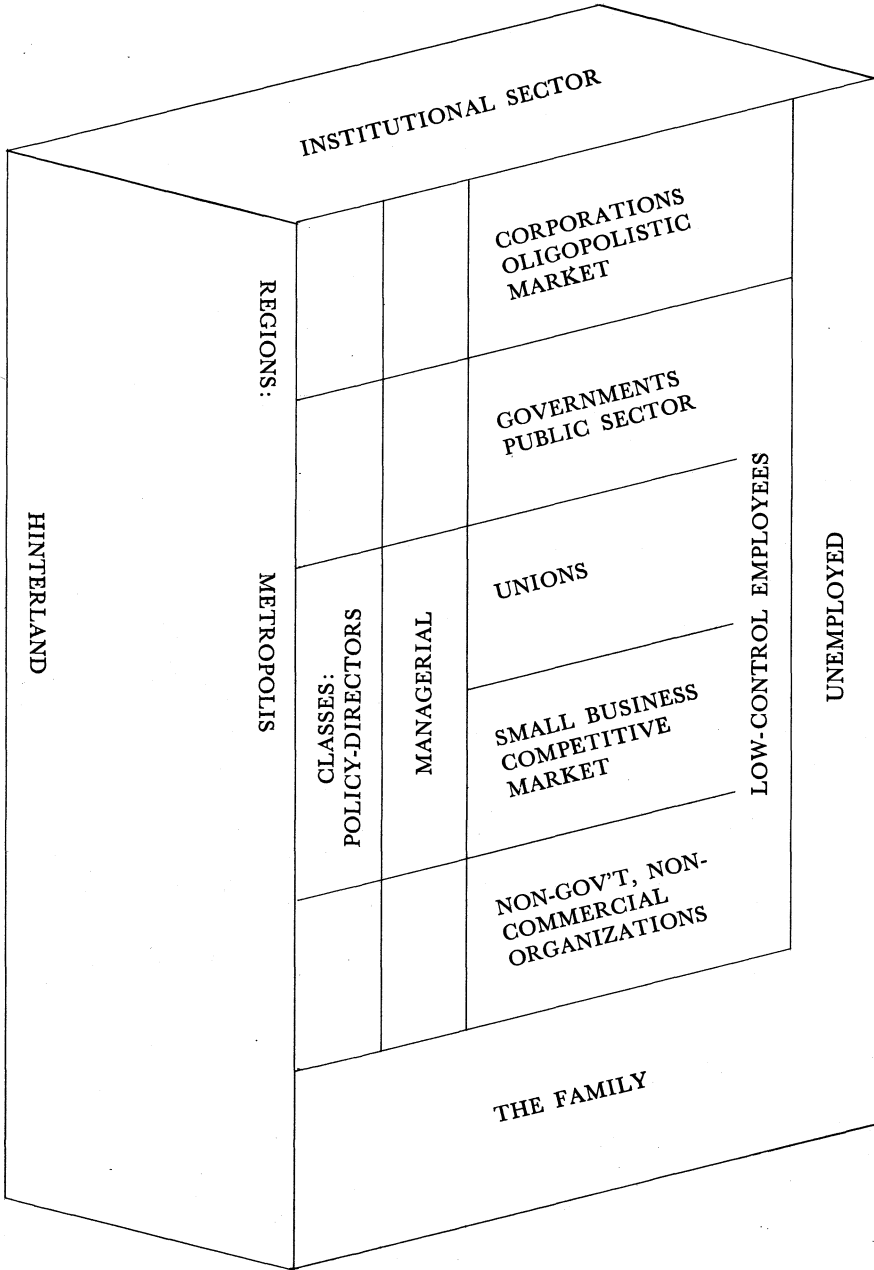 INSTITUTIONAL SECTOR
CORPORATIONS
OLIGOPOLISTIC
MARKET
REGIONS:
METROPOLIS
HINTERLAND
GOVERNMENTS
PUBLIC SECTOR
UNIONS
CLASSES:
POLICY-DIRECTORS
MANAGERIAL
SMALL BUSINESS
COMPETITIVE
MARKET
LOW-CONTROL EMPLOYEES
UNEMPLOYED
NON-GOV'T, NON-
COMMERCIAL
ORGANIZATIONS
THE FAMILY